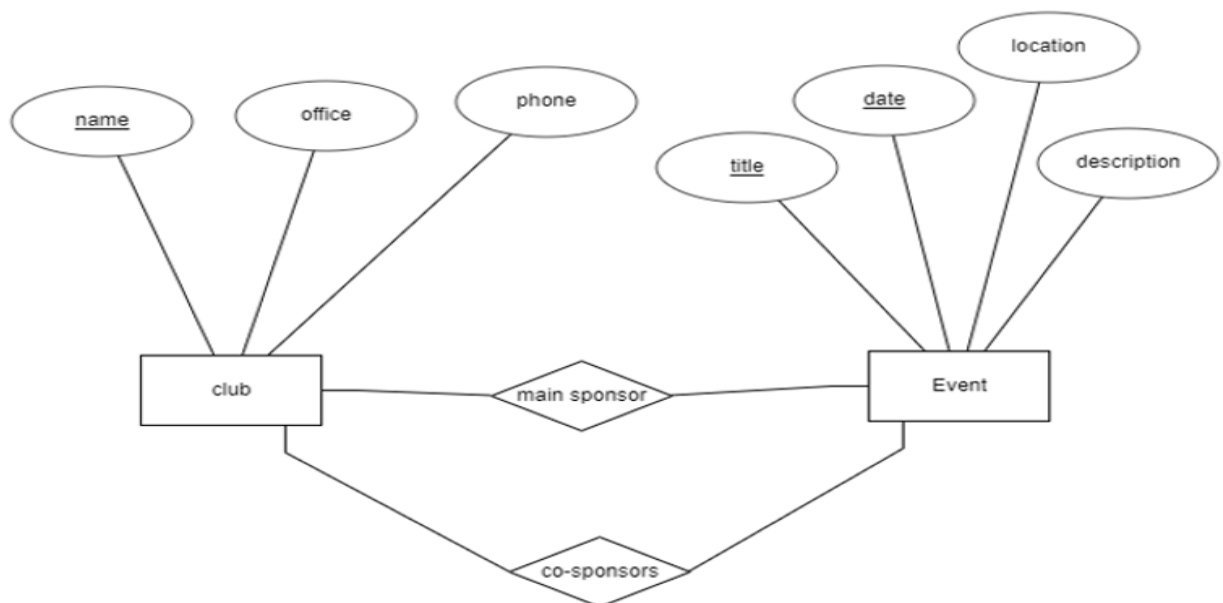 name
office
phone
title
date
location
description
club
main sponsor
Event
co-sponsors